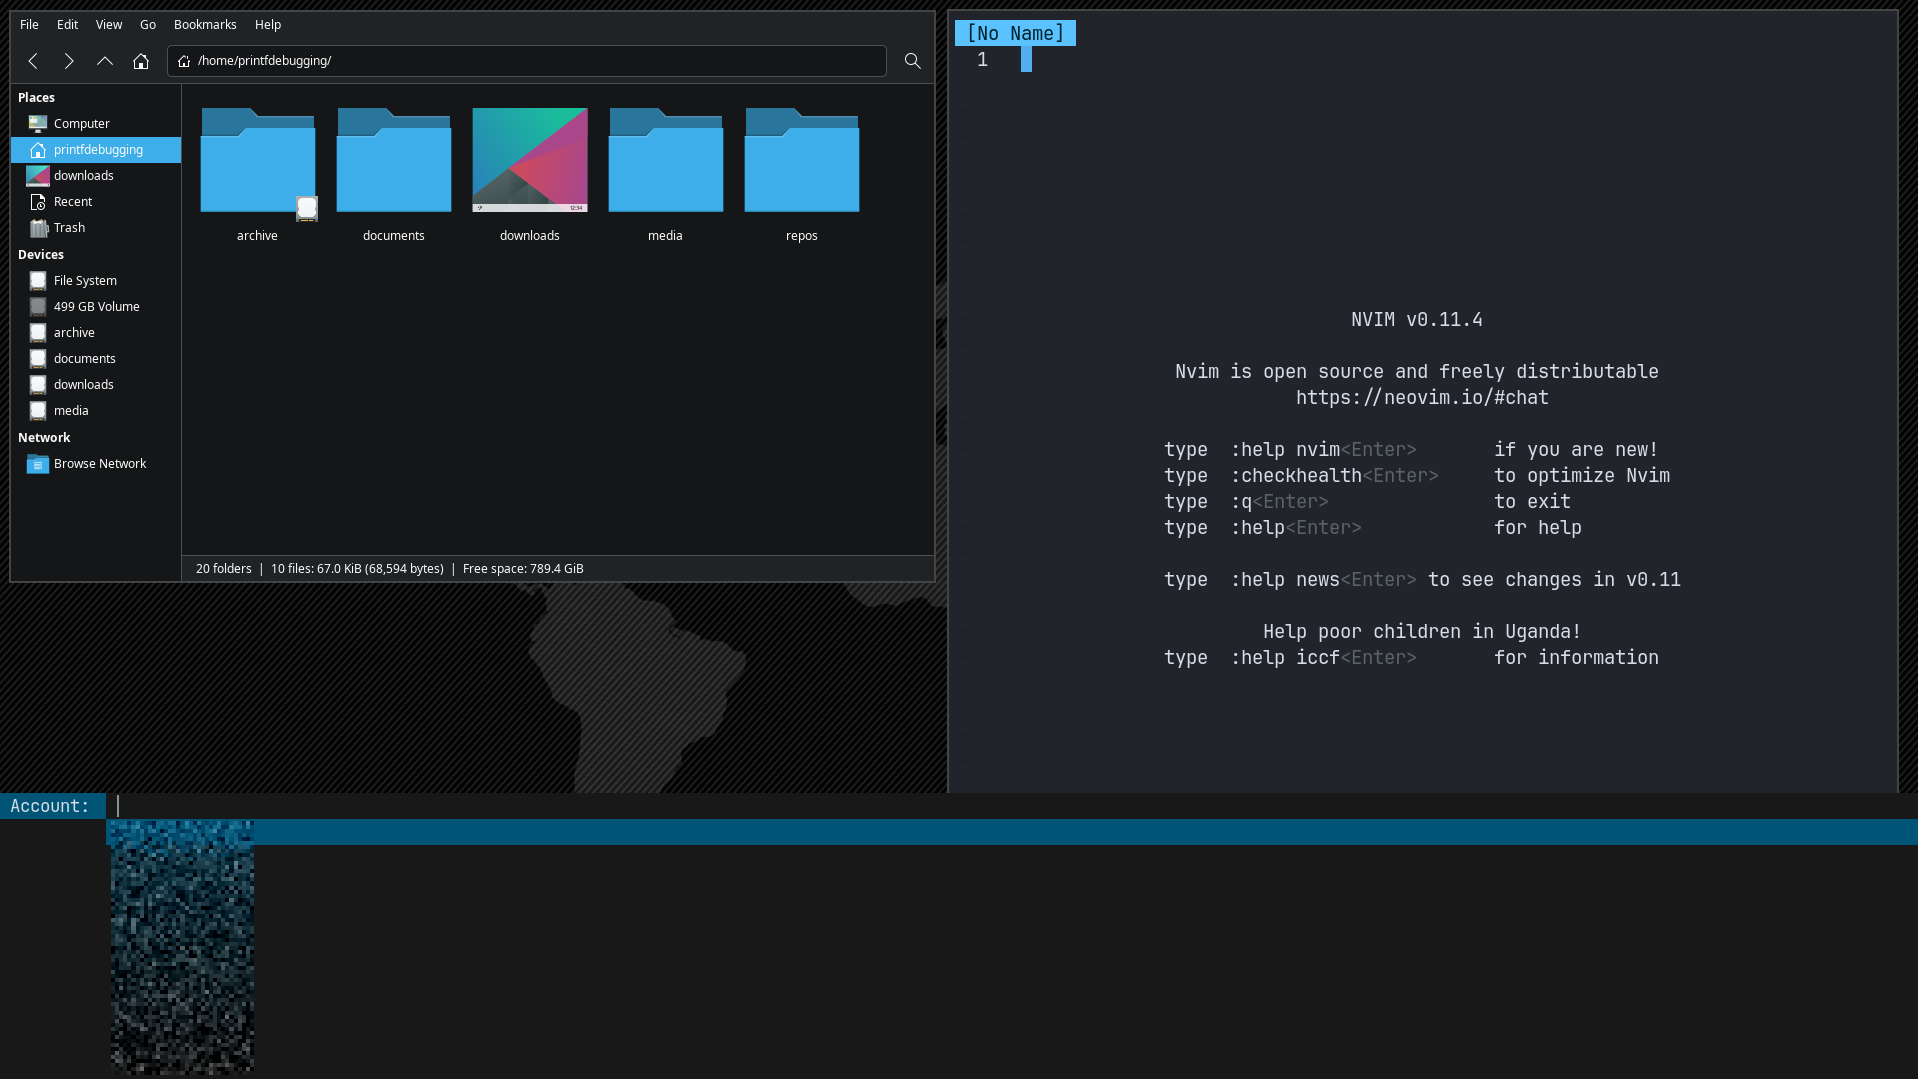 File Edit View Go Bookmarks Help
/home/printfdebugging/
Places
Computer
printfdebugging
downloads
Recent
Trash
Devices
File System
499 GB Volume
archive
documents
downloads
media
Network
Browse Network
archive documents downloads media repos
20 folders | 10 files: 67.0 KiB (68,594 bytes) | Free space: 789.4 GiB
[No Name]
1
NVIM v0.11.4
Nvim is open source and freely distributable
https://neovim.io/#chat
type :help nvim<Enter> if you are new!
type :checkhealth<Enter> to optimize Nvim
type :q<Enter> to exit
type :help<Enter> for help
type :help news<Enter> to see changes in v0.11
Help poor children in Uganda!
type :help iccf<Enter> for information
Account: